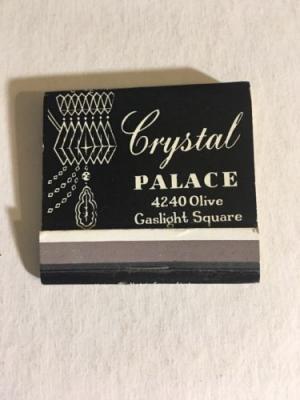 Crystal
PALACE
4240 Olive
Gaslight Square